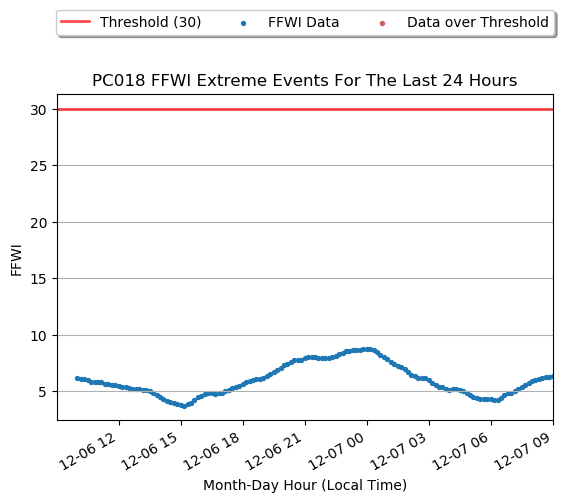 Threshold (30) FFWI Data Data over Threshold
PC018 FFWI Extreme Events For The Last 24 Hours
30
25
20
15
10
5
FFWI
12-06 12 12-06 15 12-06 18 12-06 21 12-07 00 12-07 03 12-07 06 12-07 09
Month-Day Hour (Local Time)